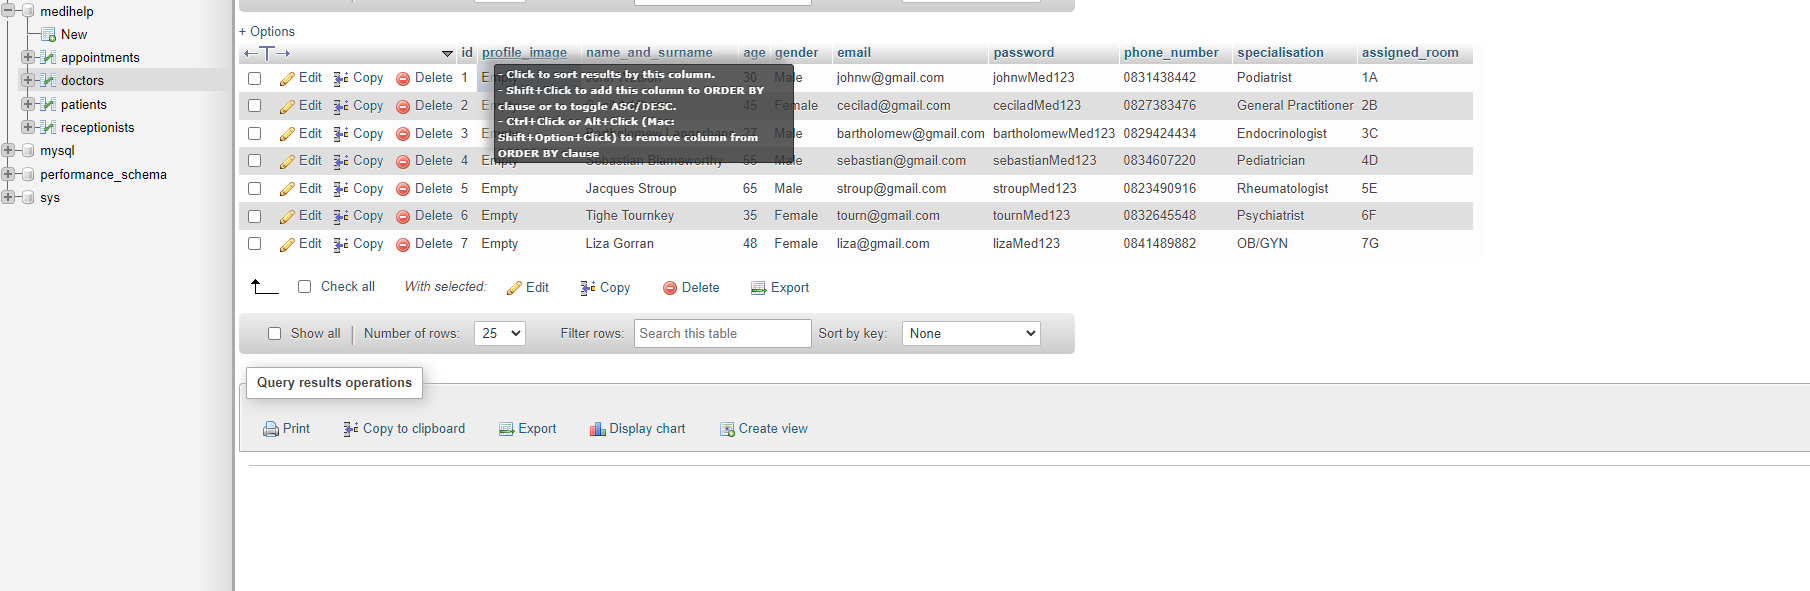 medihelp
New
appointments
doctors
patients
receptionists
mysql
performance_schema
sys
+ Options
id profile_image name_and_surname age gender email password phone_number specialisation assigned_room
Edit Copy Delete 1 30 Male johnw@gmail.com johnwMed123 0831438442 Podiatrist 1A
Edit Copy Delete 2 45 Female cecilad@gmail.com ceciladMed123 0827383476 General Practitioner 2B
Edit Copy Delete 3 27 Male bartholomew@gmail.com bartholomewMed123 0829424434 Endocrinologist 3C
Edit Copy Delete 4 Empty Sebastian Blameworthy 55 Male sebastian@gmail.com sebastianMed123 0834607220 Pediatrician 4D
Edit Copy Delete 5 Empty Jacques Stroup 65 Male stroup@gmail.com stroupMed123 0823490916 Rheumatologist 5E
Edit Copy Delete 6 Empty Tighe Tournkey 35 Female tourn@gmail.com tournMed123 0832645548 Psychiatrist 6F
Edit Copy Delete 7 Empty Liza Gorran 48 Female liza@gmail.com lizaMed123 0841489882 OB/GYN 7G
- Click to sort results by this column.
- Shift+Click to add this column to ORDER BY
clause or to toggle ASC/DESC.
- Ctrl+Click or Alt+Click (Mac:
Shift+Option+Click) to remove column from
ORDER BY clause
Check all With selected: Edit Copy Delete Export
Show all Number of rows: 25 Filter rows: Search this table Sort by key: None
Query results operations
Print Copy to clipboard Export Display chart Create view